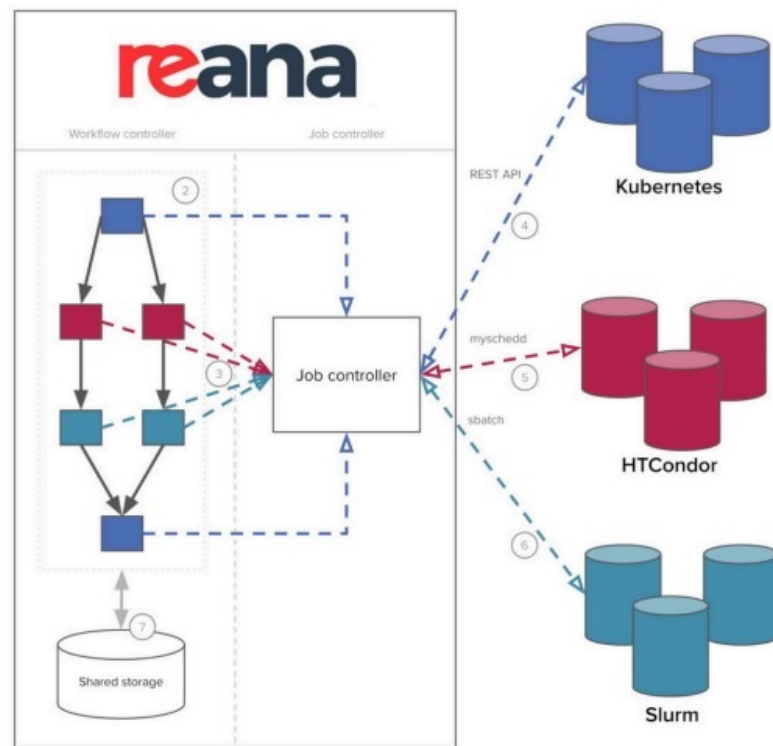 reana
Workflow controller
Job controller
2
REST API
4
Kubernetes
3
Job controller
myschedd
5
HTCondor
sbatch
6
7
Shared storage
Slurm